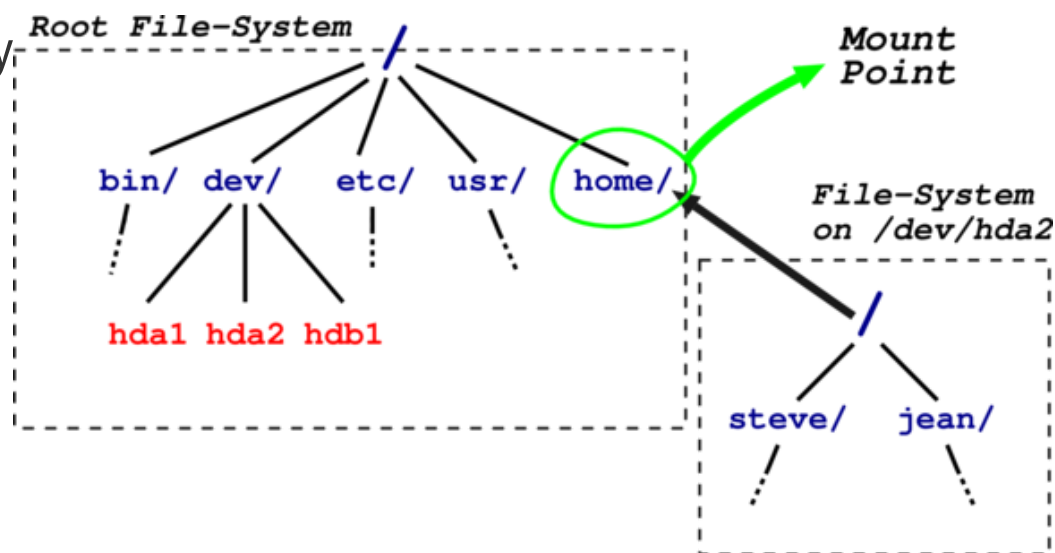 y
Root File-System
/
Mount
Point
bin/ dev/ etc/ usr/ home/
File-System
on /dev/hda2
hda1 hda2 hdb1
/
steve/ jean/